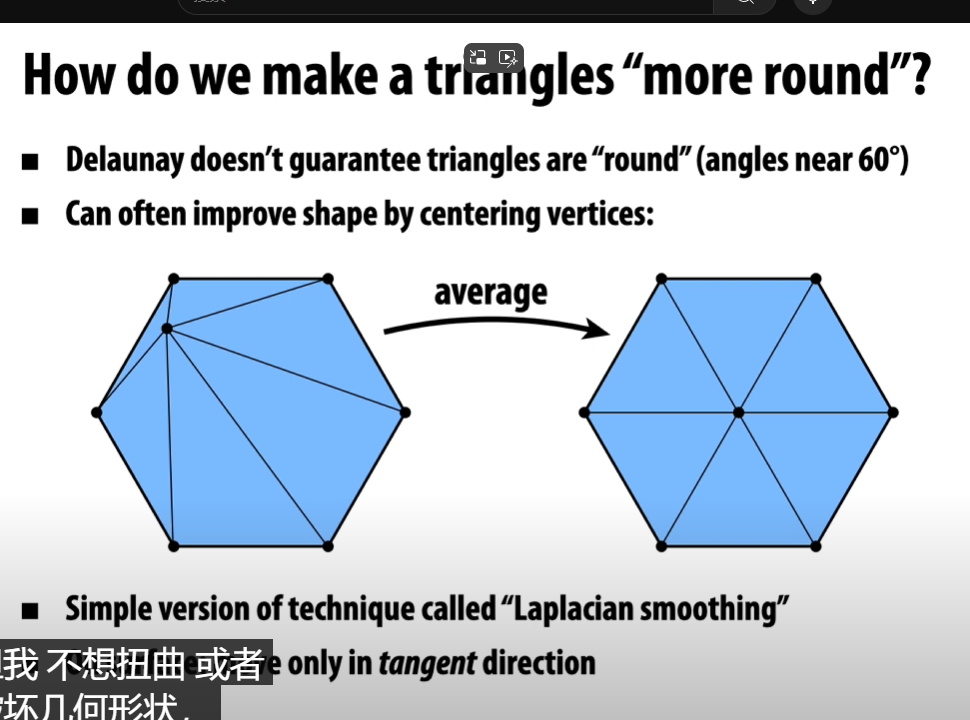 How do we make a triangles “more round”?
Delaunay doesn’t guarantee triangles are “round” (angles near 60°)
Can often improve shape by centering vertices:
average
Simple version of technique called “Laplacian smoothing”
only in tangent direction
我 不想扭曲 或者
坏几何形状，